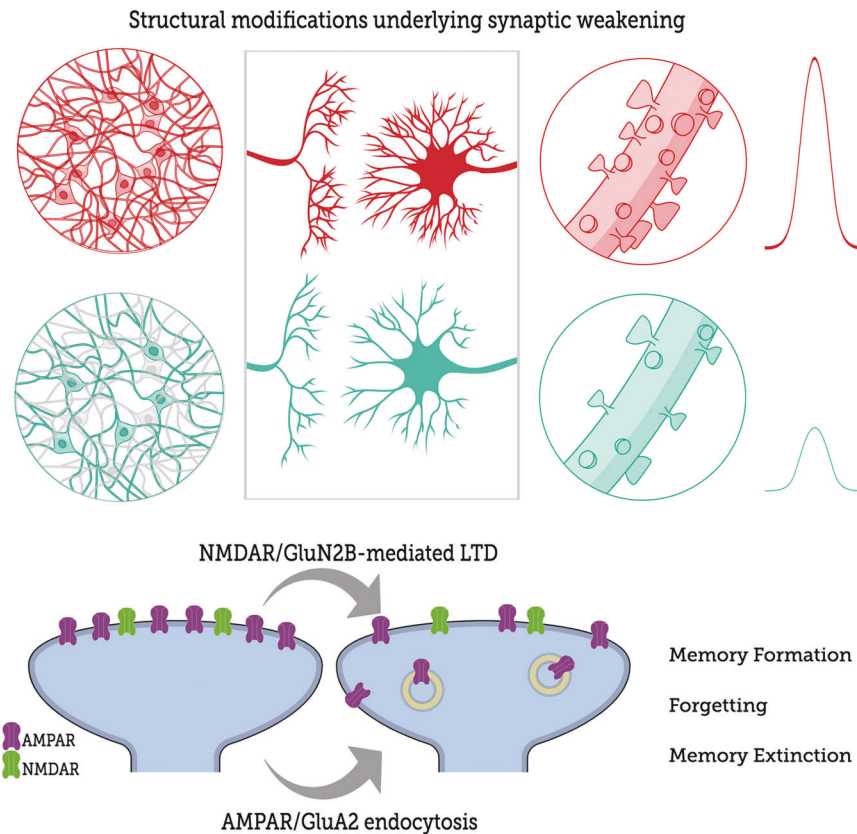 Structural modifications underlying synaptic weakening
NMDAR/GluN2B-mediated LTD
Memory Formation
Forgetting
Memory Extinction
AMPAR
NMDAR
AMPAR/GluA2 endocytosis